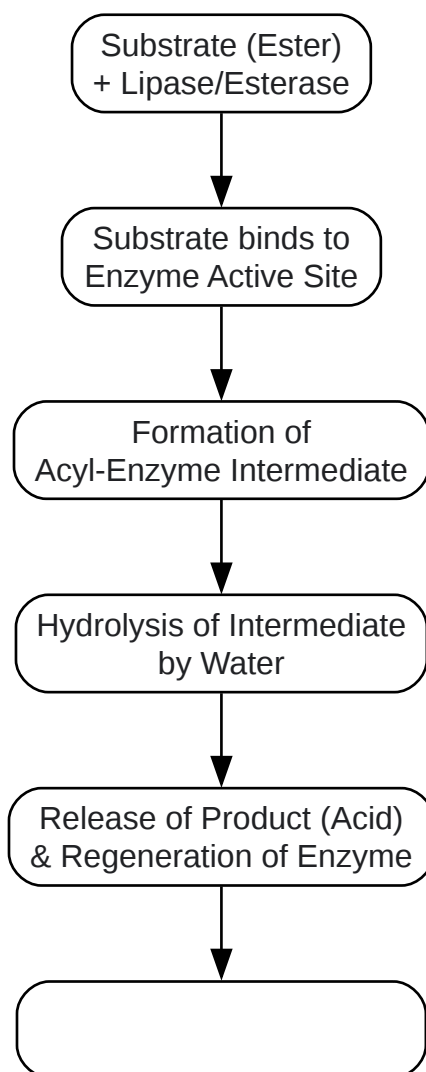 Substrate (Ester)
+ Lipase/Esterase
Substrate binds to
Enzyme Active Site
Formation of
Acyl-Enzyme Intermediate
Hydrolysis of Intermediate
by Water
Release of Product (Acid)
& Regeneration of Enzyme